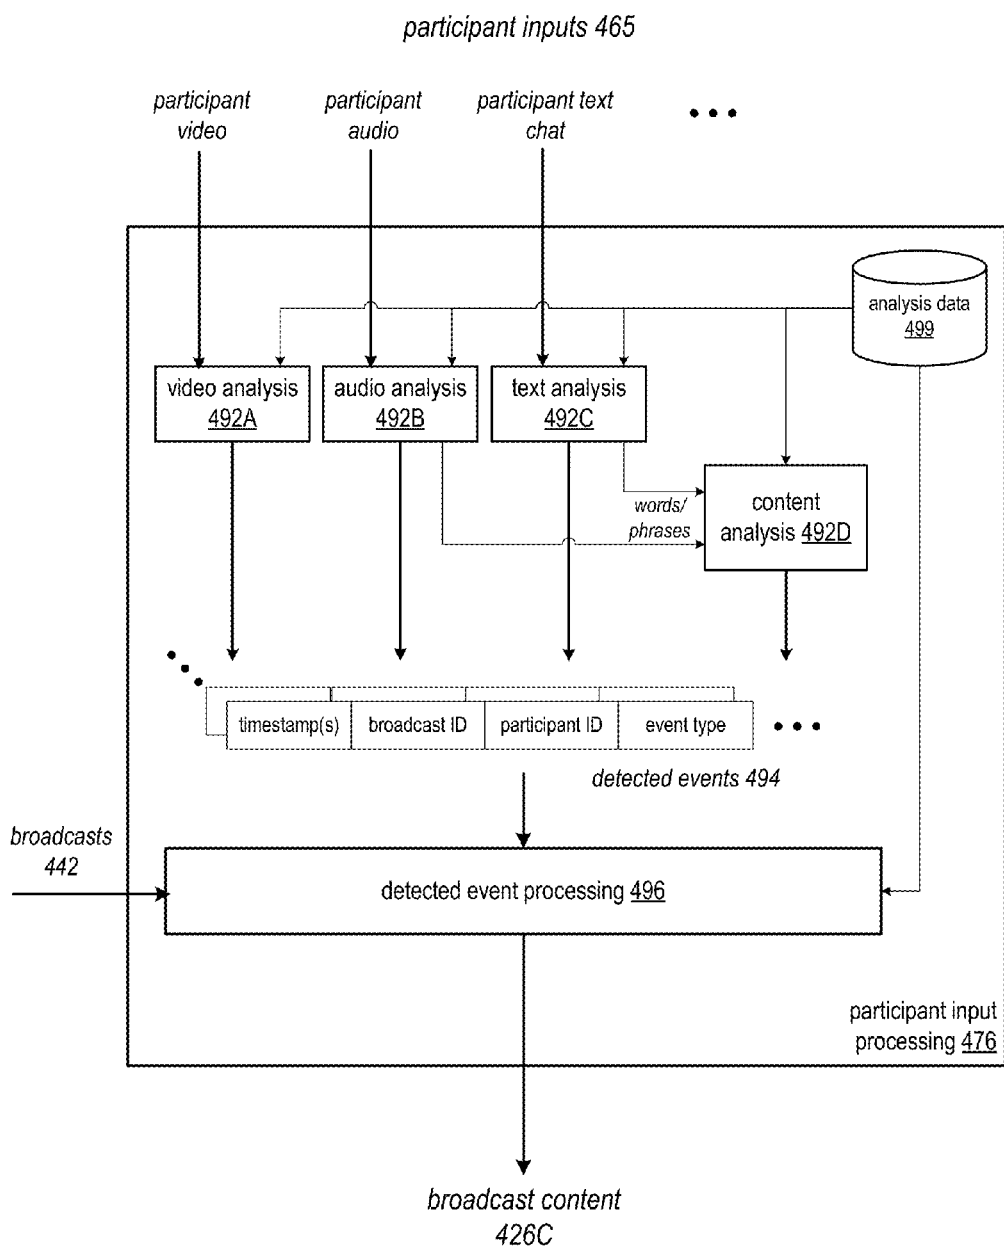 participant inputs 465
participant
video
participant
audio
participant text
chat
analysis data
499
video analysis
492A
audio analysis
492B
text analysis
492C
words/
phrases
content
analysis 492D
timestamp(s)
broadcast ID
participant ID
event type
detected events 494
broadcasts
442
detected event processing 496
participant input
processing 476
broadcast content
426C